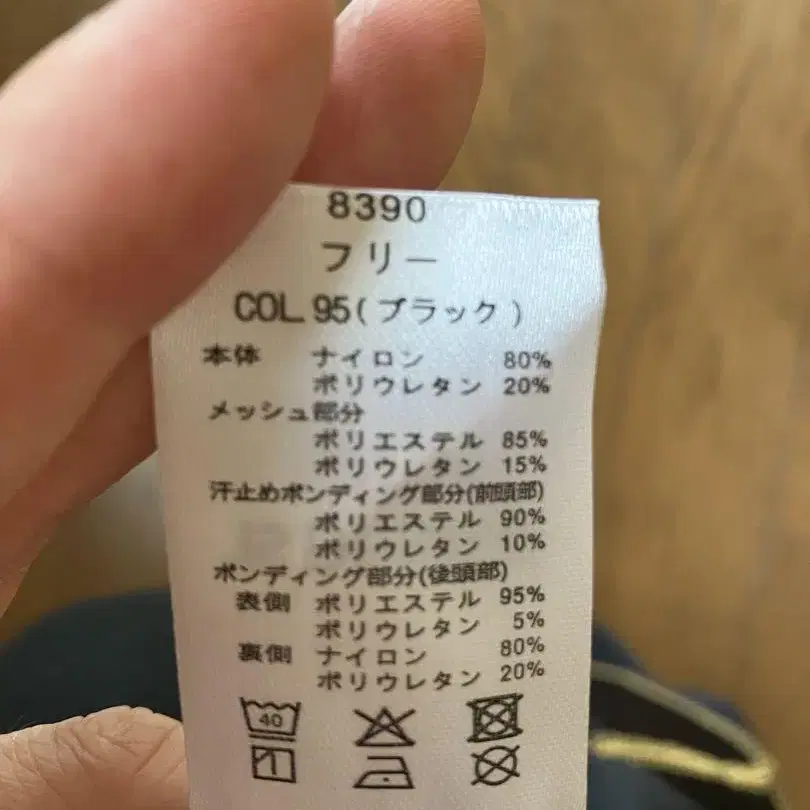 8390
フリー
COL.95(ブラック)
本体 ナイロン 80%
ポリウレタン 20%
メッシュ部分
ポリエステル 85%
ポリウレタン 15%
汗止めボンディング部分(前頭部)
ポリエステル 90%
ポリウレタン 10%
ボンディング部分(後頭部)
表側 ポリエステル 95%
ポリウレタン 5%
裏側 ナイロン 80%
ポリウレタン 20%
40